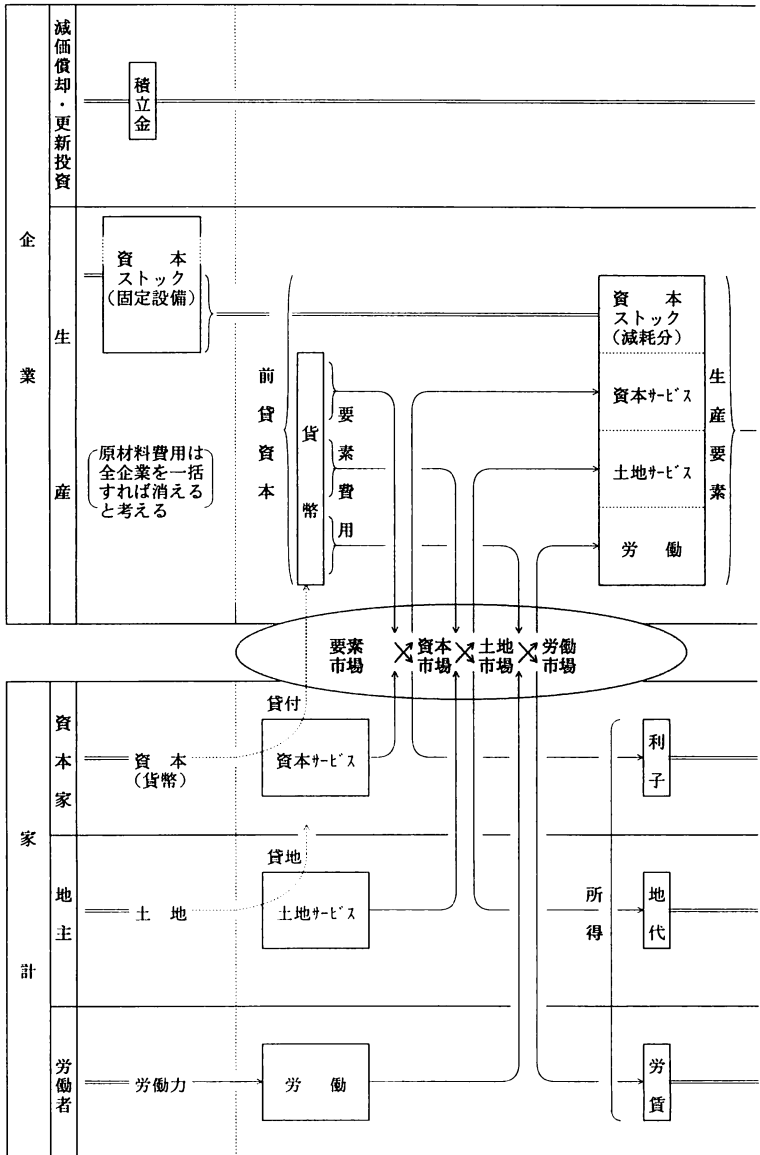 企業
減価償却・更新投資
積立金
生産
資本
ストック
(固定設備)
原材料費用は
全企業を一括
すれば消える
と考える
前貸資本
貨幣
要素費用
資本
ストック
(減耗分)
資本サービス
土地サービス
労働
生産要素
要素
市場
資本
市場
土地
市場
労働
市場
家計
資本家
資本
(貨幣)
貸付
資本サービス
利子
地主
土地
貸地
土地サービス
所得
地代
労働者
労働力
労働
労賃